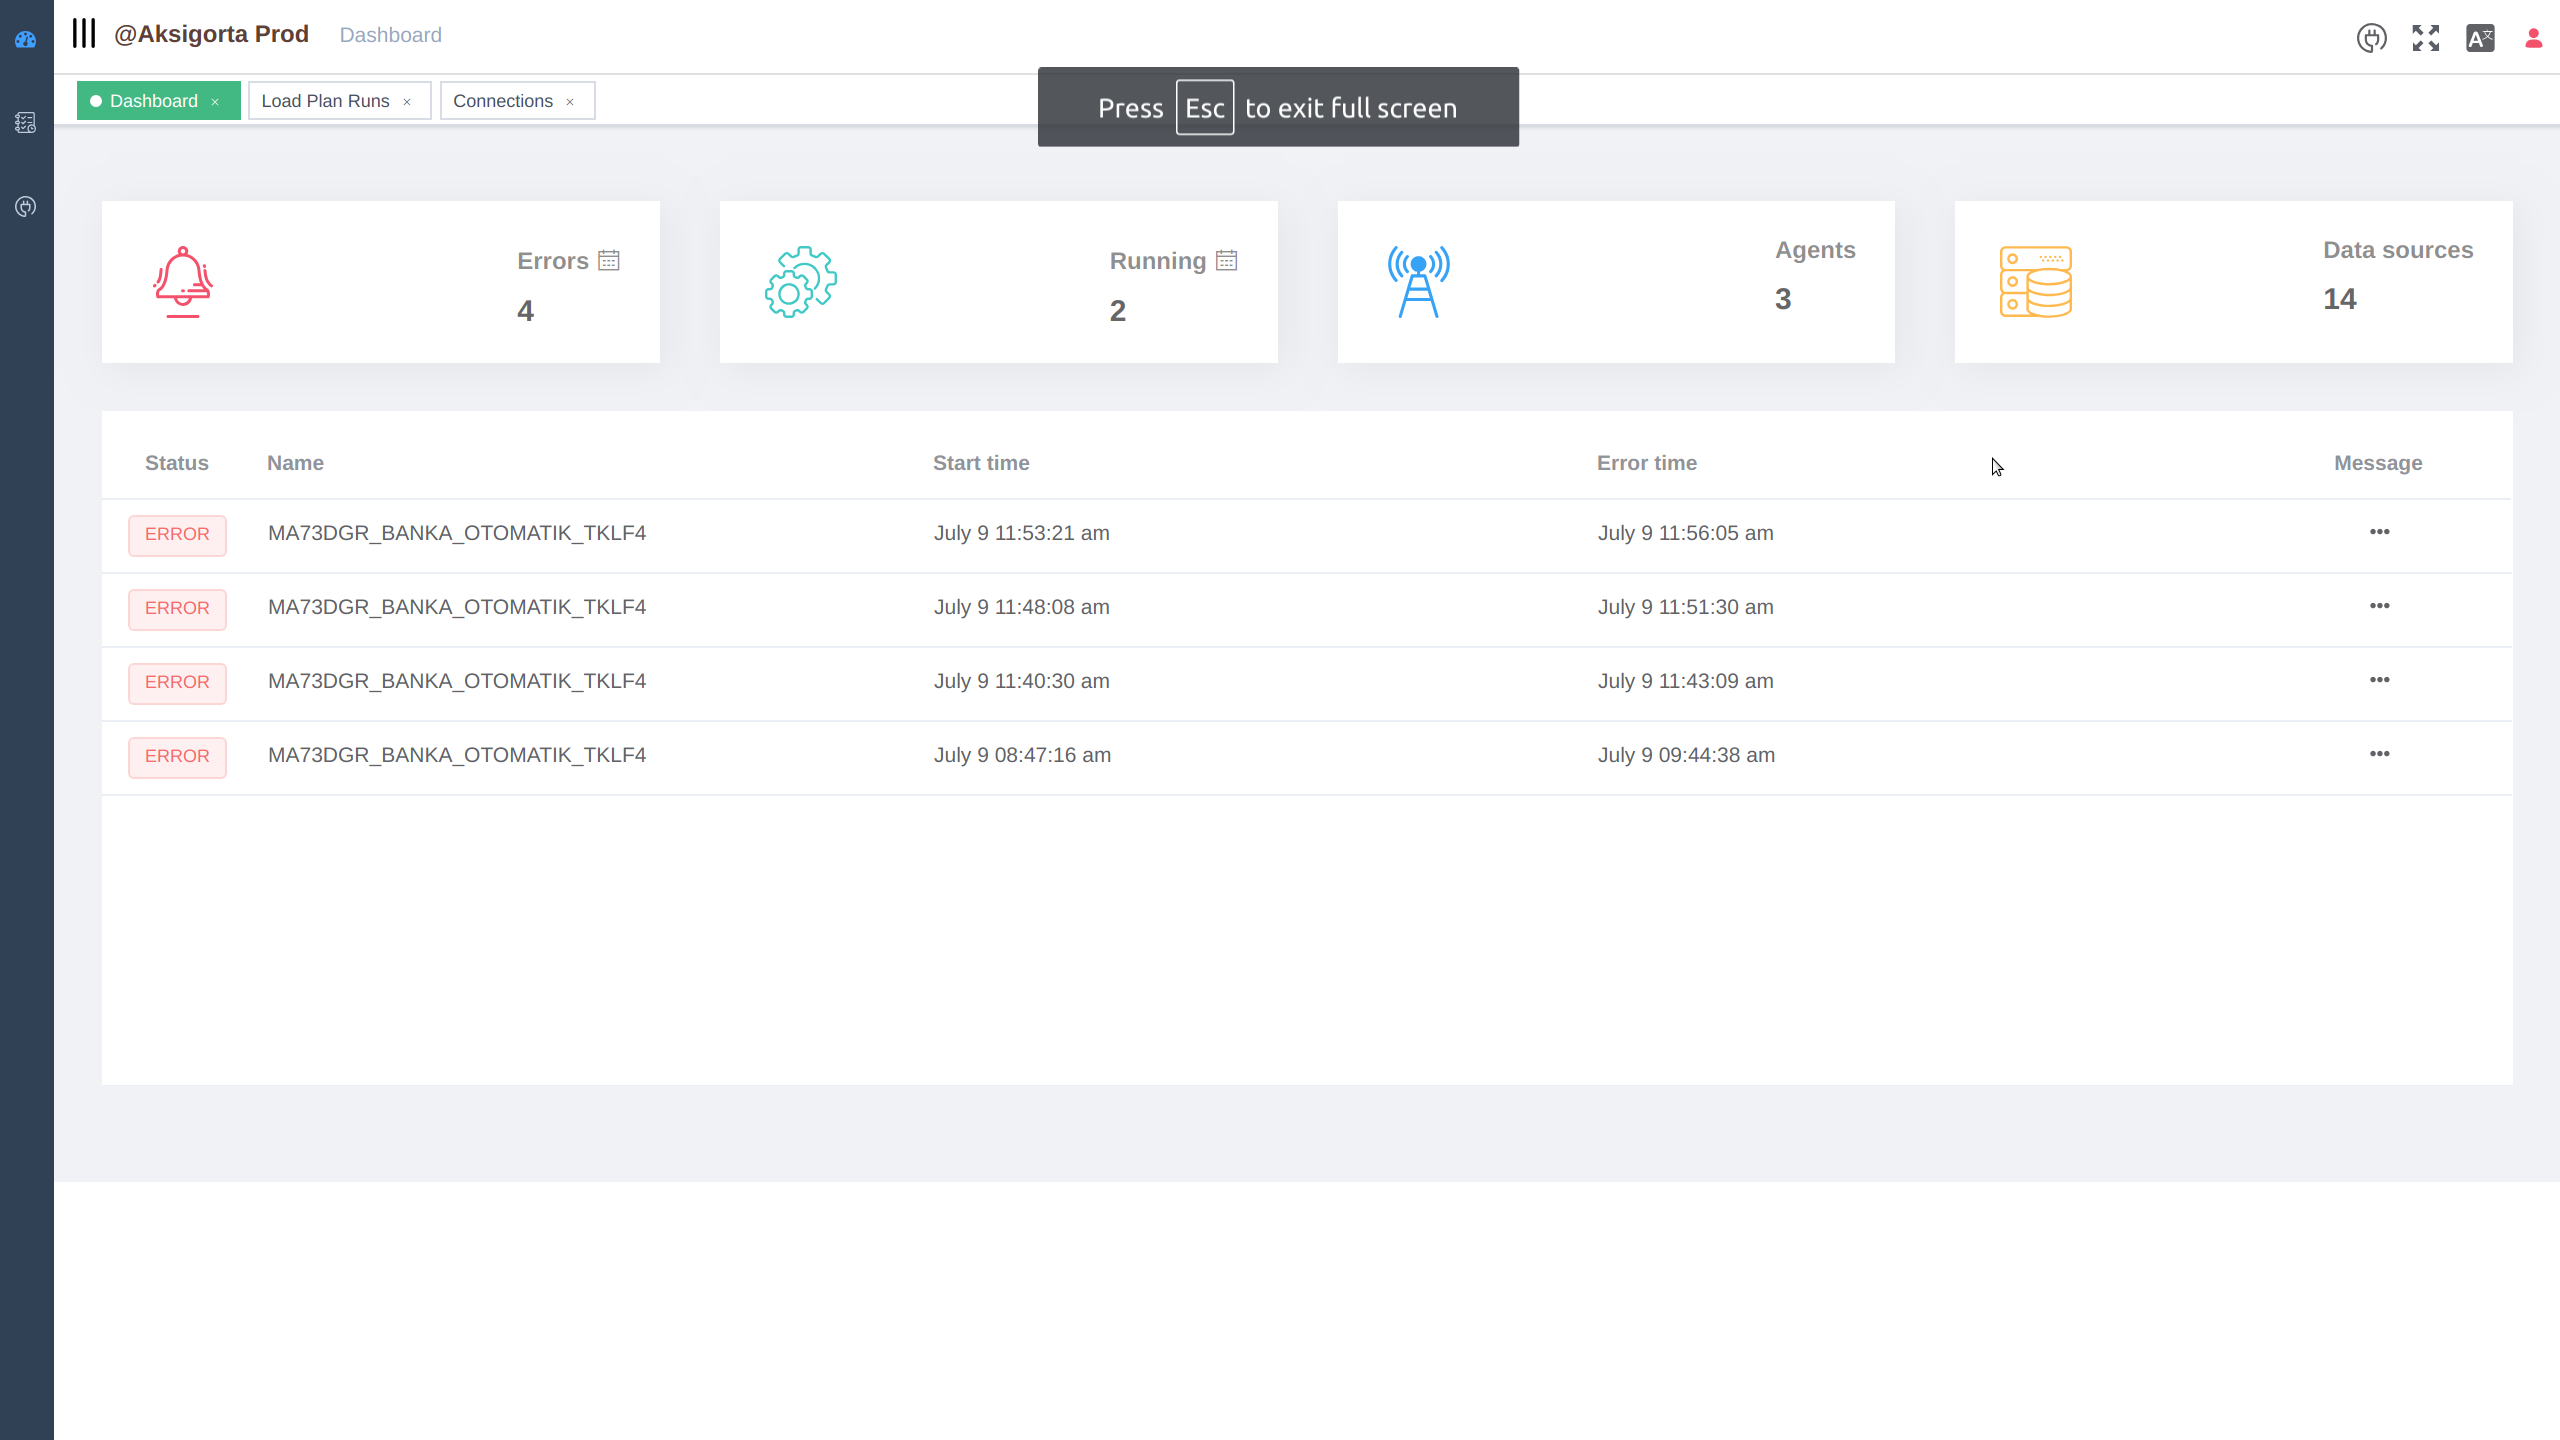 @Aksigorta Prod Dashboard
Dashboard × Load Plan Runs × Connections ×
Press Esc to exit full screen
Errors
4
Running
2
Agents
3
Data sources
14
Status Name Start time Error time Message
ERROR MA73DGR_BANKA_OTOMATIK_TKLF4 July 9 11:53:21 am July 9 11:56:05 am •••
ERROR MA73DGR_BANKA_OTOMATIK_TKLF4 July 9 11:48:08 am July 9 11:51:30 am •••
ERROR MA73DGR_BANKA_OTOMATIK_TKLF4 July 9 11:40:30 am July 9 11:43:09 am •••
ERROR MA73DGR_BANKA_OTOMATIK_TKLF4 July 9 08:47:16 am July 9 09:44:38 am •••